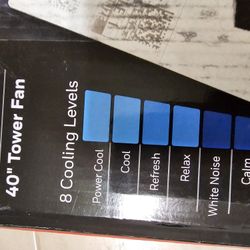 40" Tower Fan
8 Cooling Levels
Power Cool
Cool
Refresh
Relax
White Noise
Calm